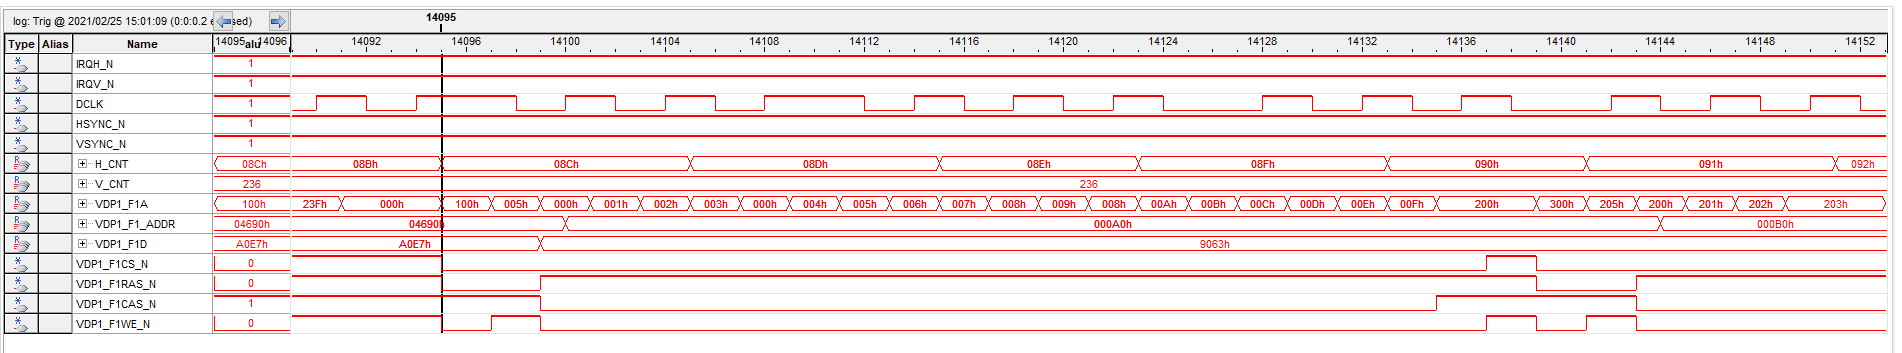 log: Trig @ 2021/02/25 15:01:09 (0:0:0.2 e sed)
14095
Type Alias Name 14095 alu 14096 14092 14096 14100 14104 14108 14112 14116 14120 14124 14128 14132 14136 14140 14144 14148 14152
IRQH_N 1
IRQV_N 1
DCLK 1
HSYNC_N 1
VSYNC_N 1
H_CNT 08Ch 08Bh 08Ch 08Dh 08Eh 08Fh 090h 091h 092h
V_CNT 236 236
VDP1_F1A 100h 23Fh 000h 100h 005h 000h 001h 002h 003h 000h 004h 005h 006h 007h 008h 009h 008h 00Ah 00Bh 00Ch 00Dh 00Eh 00Fh 200h 300h 205h 200h 201h 202h 203h
VDP1_F1_ADDR 04690h 04690h 000A0h 000B0h
VDP1_F1D A0E7h A0E7h 9063h
VDP1_F1CS_N 0
VDP1_F1RAS_N 0
VDP1_F1CAS_N 1
VDP1_F1WE_N 0